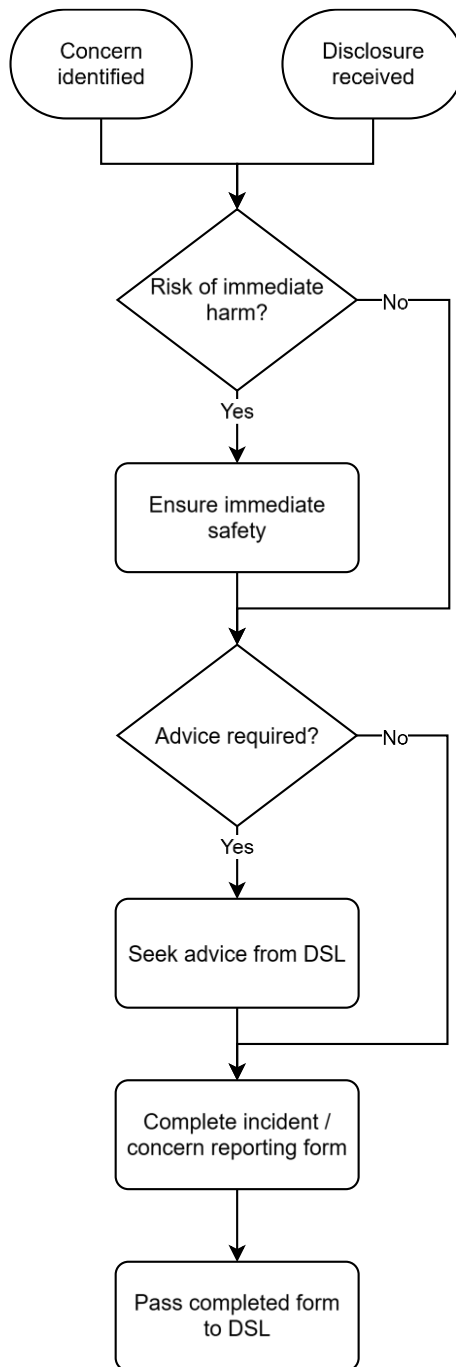 Concern
identified
Disclosure
received
Risk of immediate
harm?
No
Yes
Ensure immediate
safety
Advice required?
No
Yes
Seek advice from DSL
Complete incident /
concern reporting form
Pass completed form
to DSL